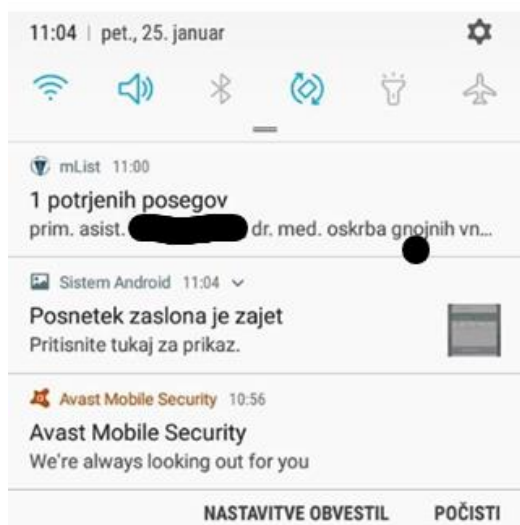 11:04 | pet., 25. januar
mList 11:00
1 potrjenih posegov
prim. asist. dr. med. oskrba gnojnih vn...
Sistem Android 11:04
Posnetek zaslona je zajet
Pritisnite tukaj za prikaz.
Avast Mobile Security 10:56
Avast Mobile Security
We're always looking out for you
NASTAVITVE OBVESTIL POČISTI